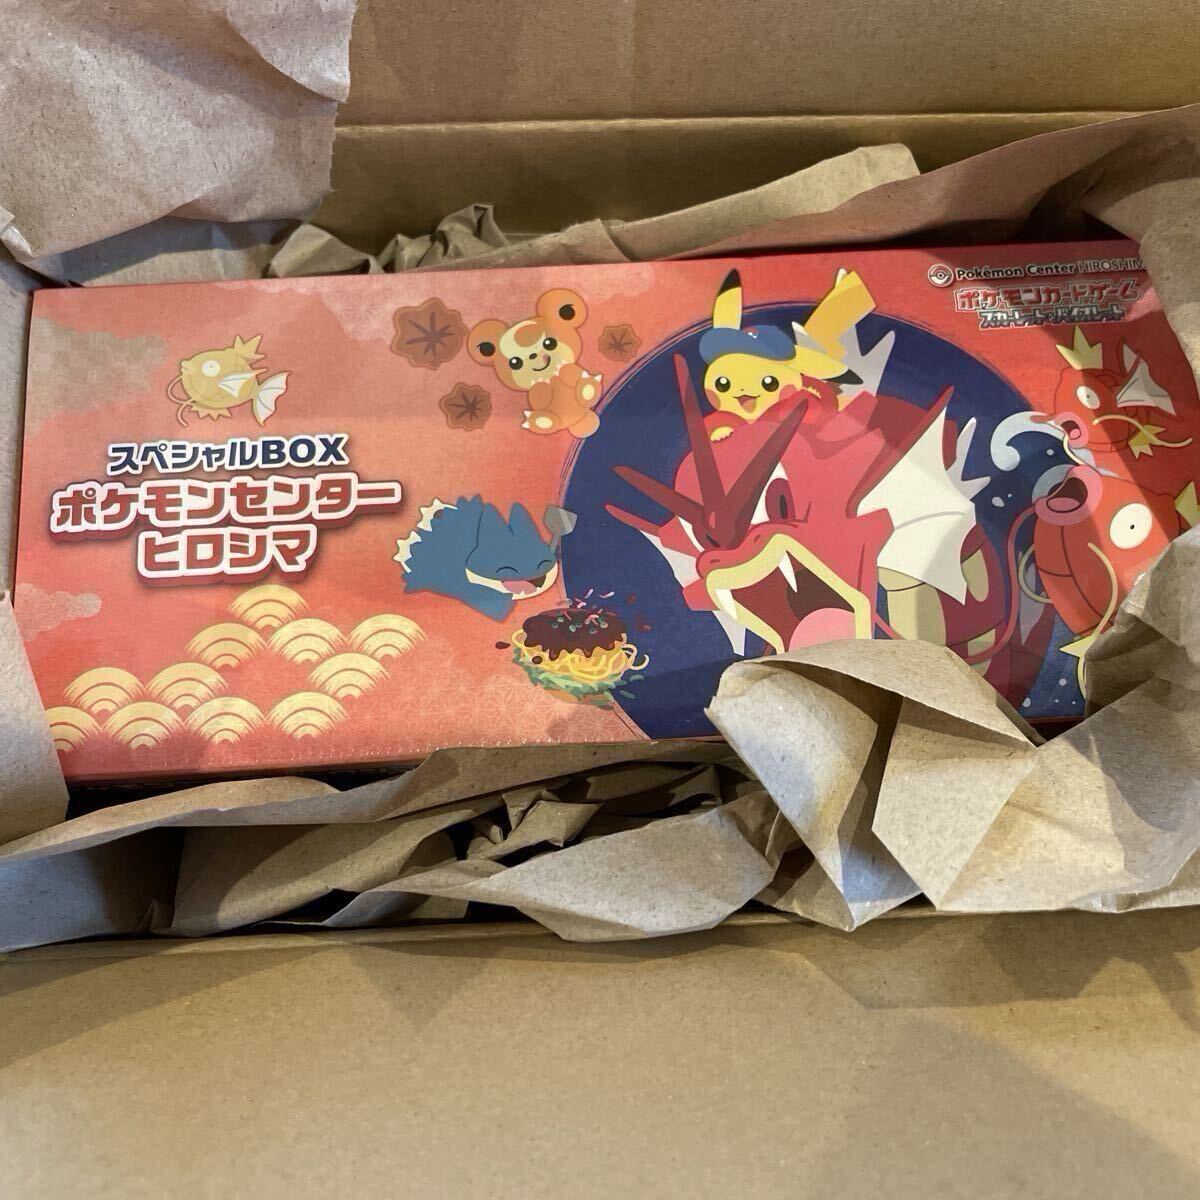 スペシャルBOX
ポケモンセンター
ヒロシマ
Pokémon Center HIROSHIM
ポケモンカードゲーム
スカーレット&バイオレット